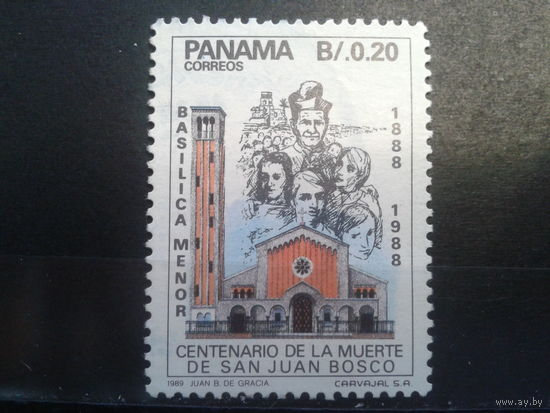 PANAMA B/.0.20
CORREOS
BASILICA MENOR
1888 1988
CENTENARIO DE LA MUERTE
DE SAN JUAN BOSCO
1989 JUAN B. DE GRACIA CARVAJAL S.A.
www.ay.by